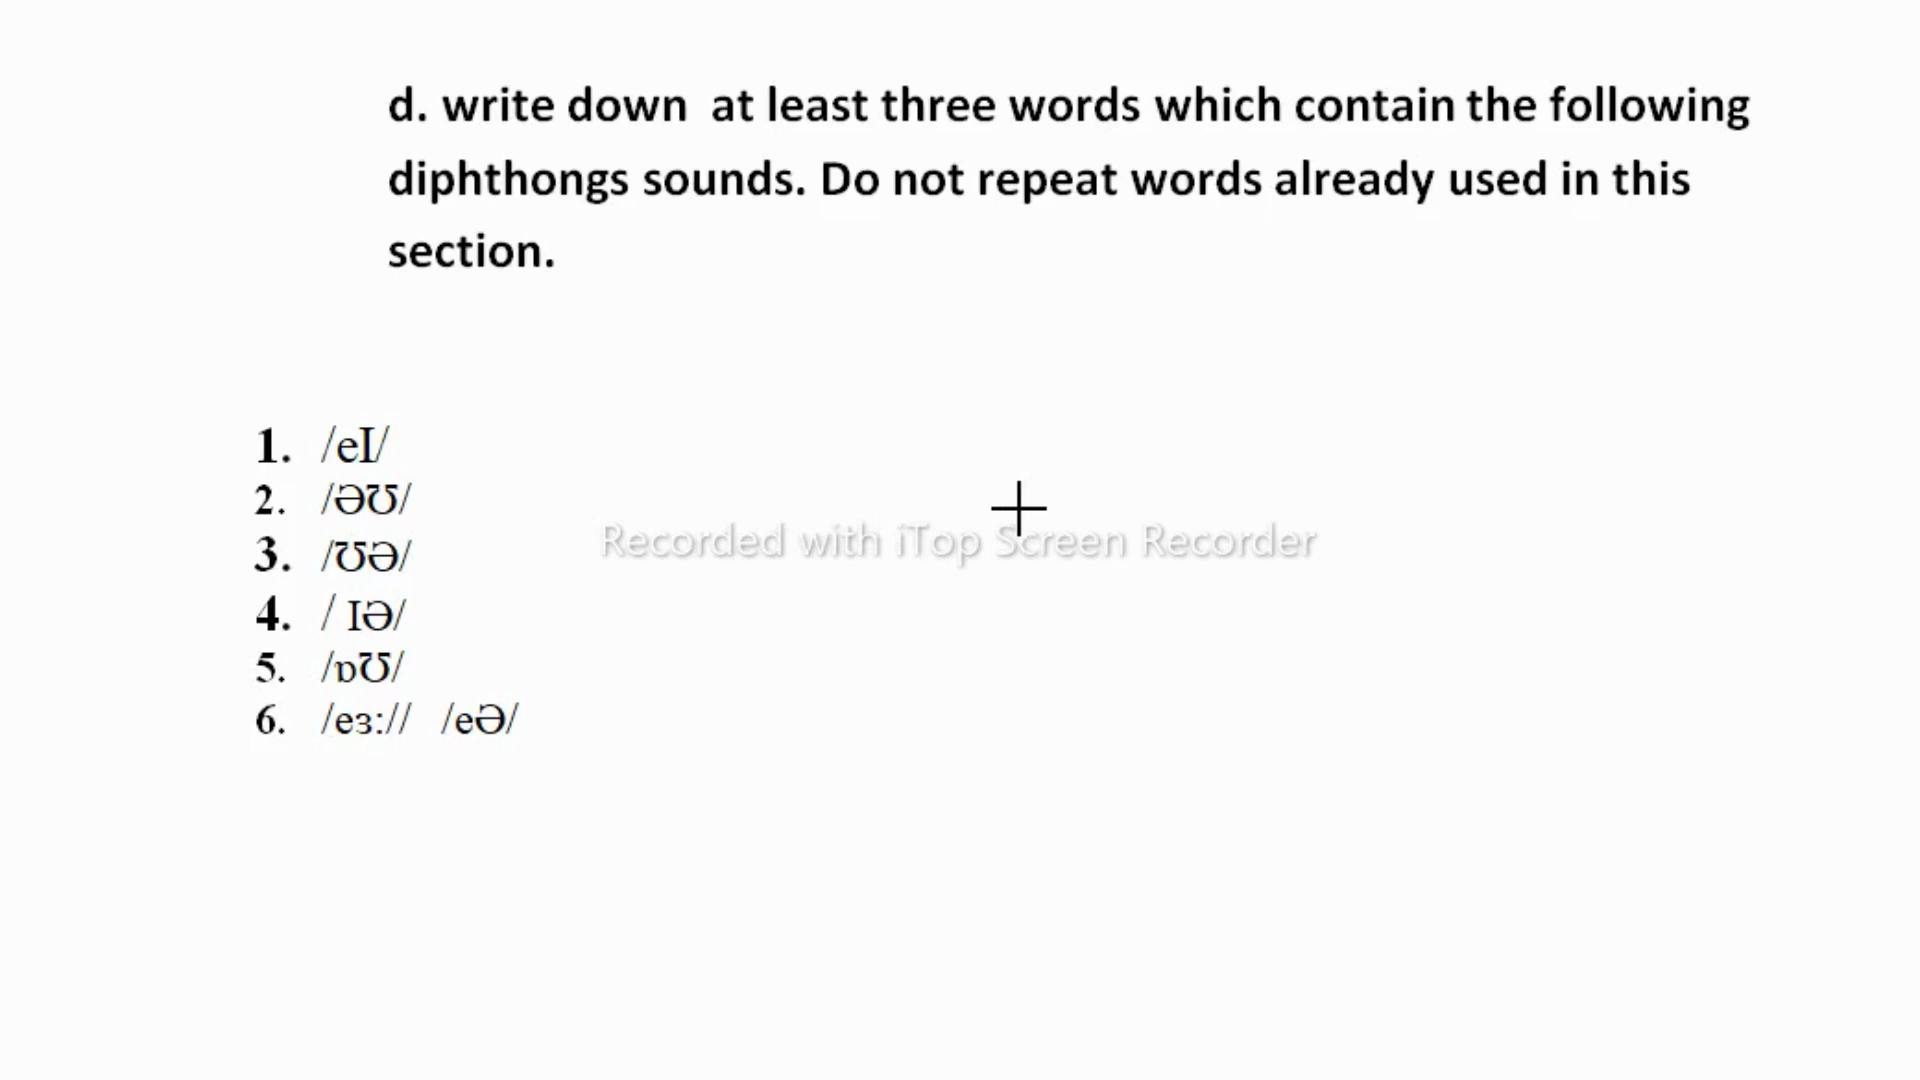 d. write down at least three words which contain the following
diphthongs sounds. Do not repeat words already used in this
section.
1. /eI/
2. /ƏƱ/
3. /ƱƏ/
Recorded with iTop Screen Recorder
4. / IƏ/
5. /ɒƱ/
6. /eɜ:// /eƏ/